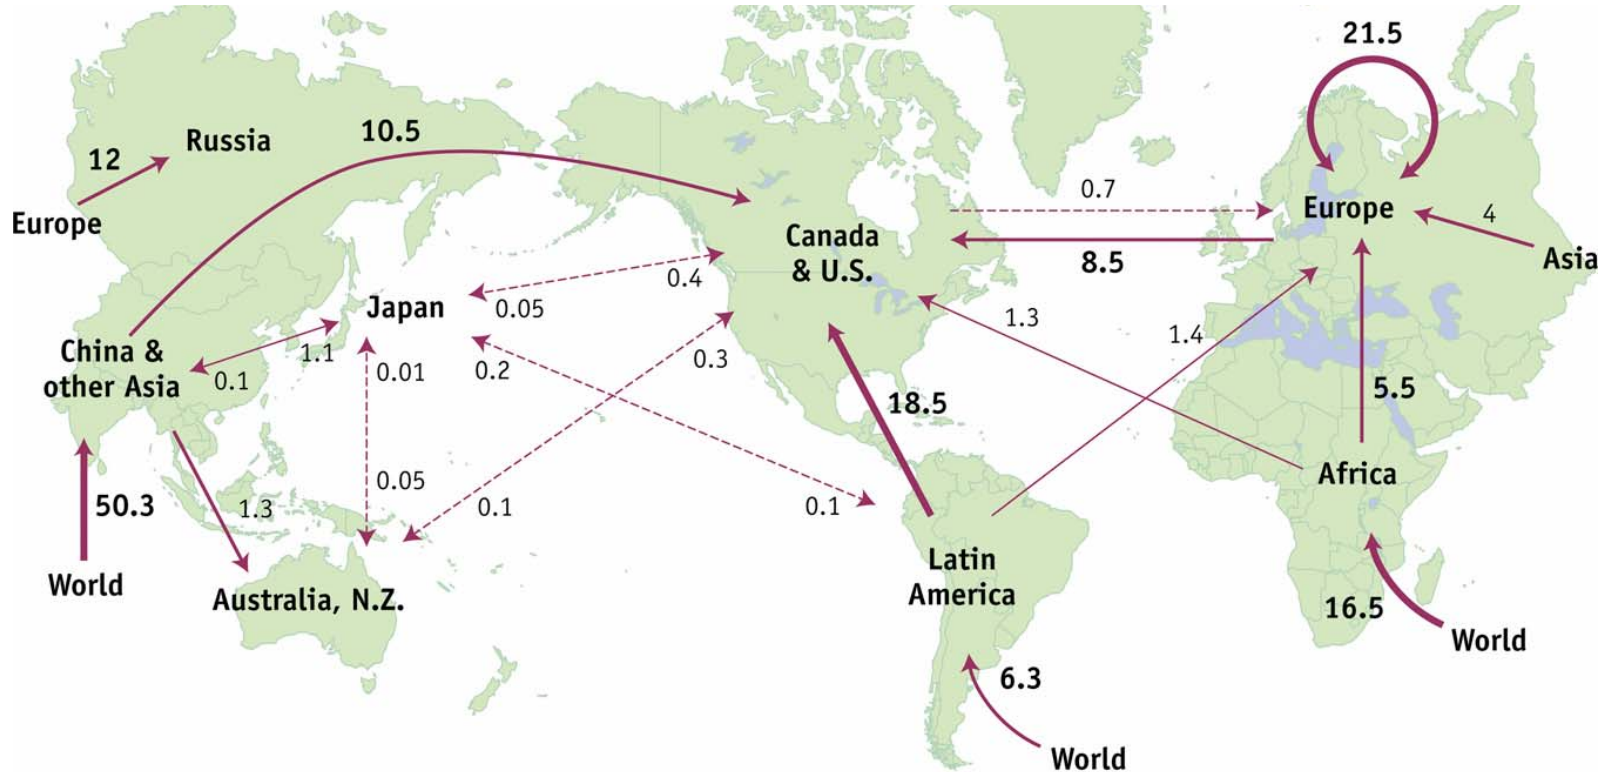 21.5
10.5
Russia
12
0.7
Europe
4
Europe
Canada
& U.S.
8.5
Asia
0.4
0.05
Japan
1.3
1.4
China &
other Asia
1.1
0.1
0.01
0.2
0.3
18.5
5.5
Africa
0.05
50.3
1.3
0.1
0.1
World
Australia, N.Z.
Latin
America
16.5
World
6.3
World